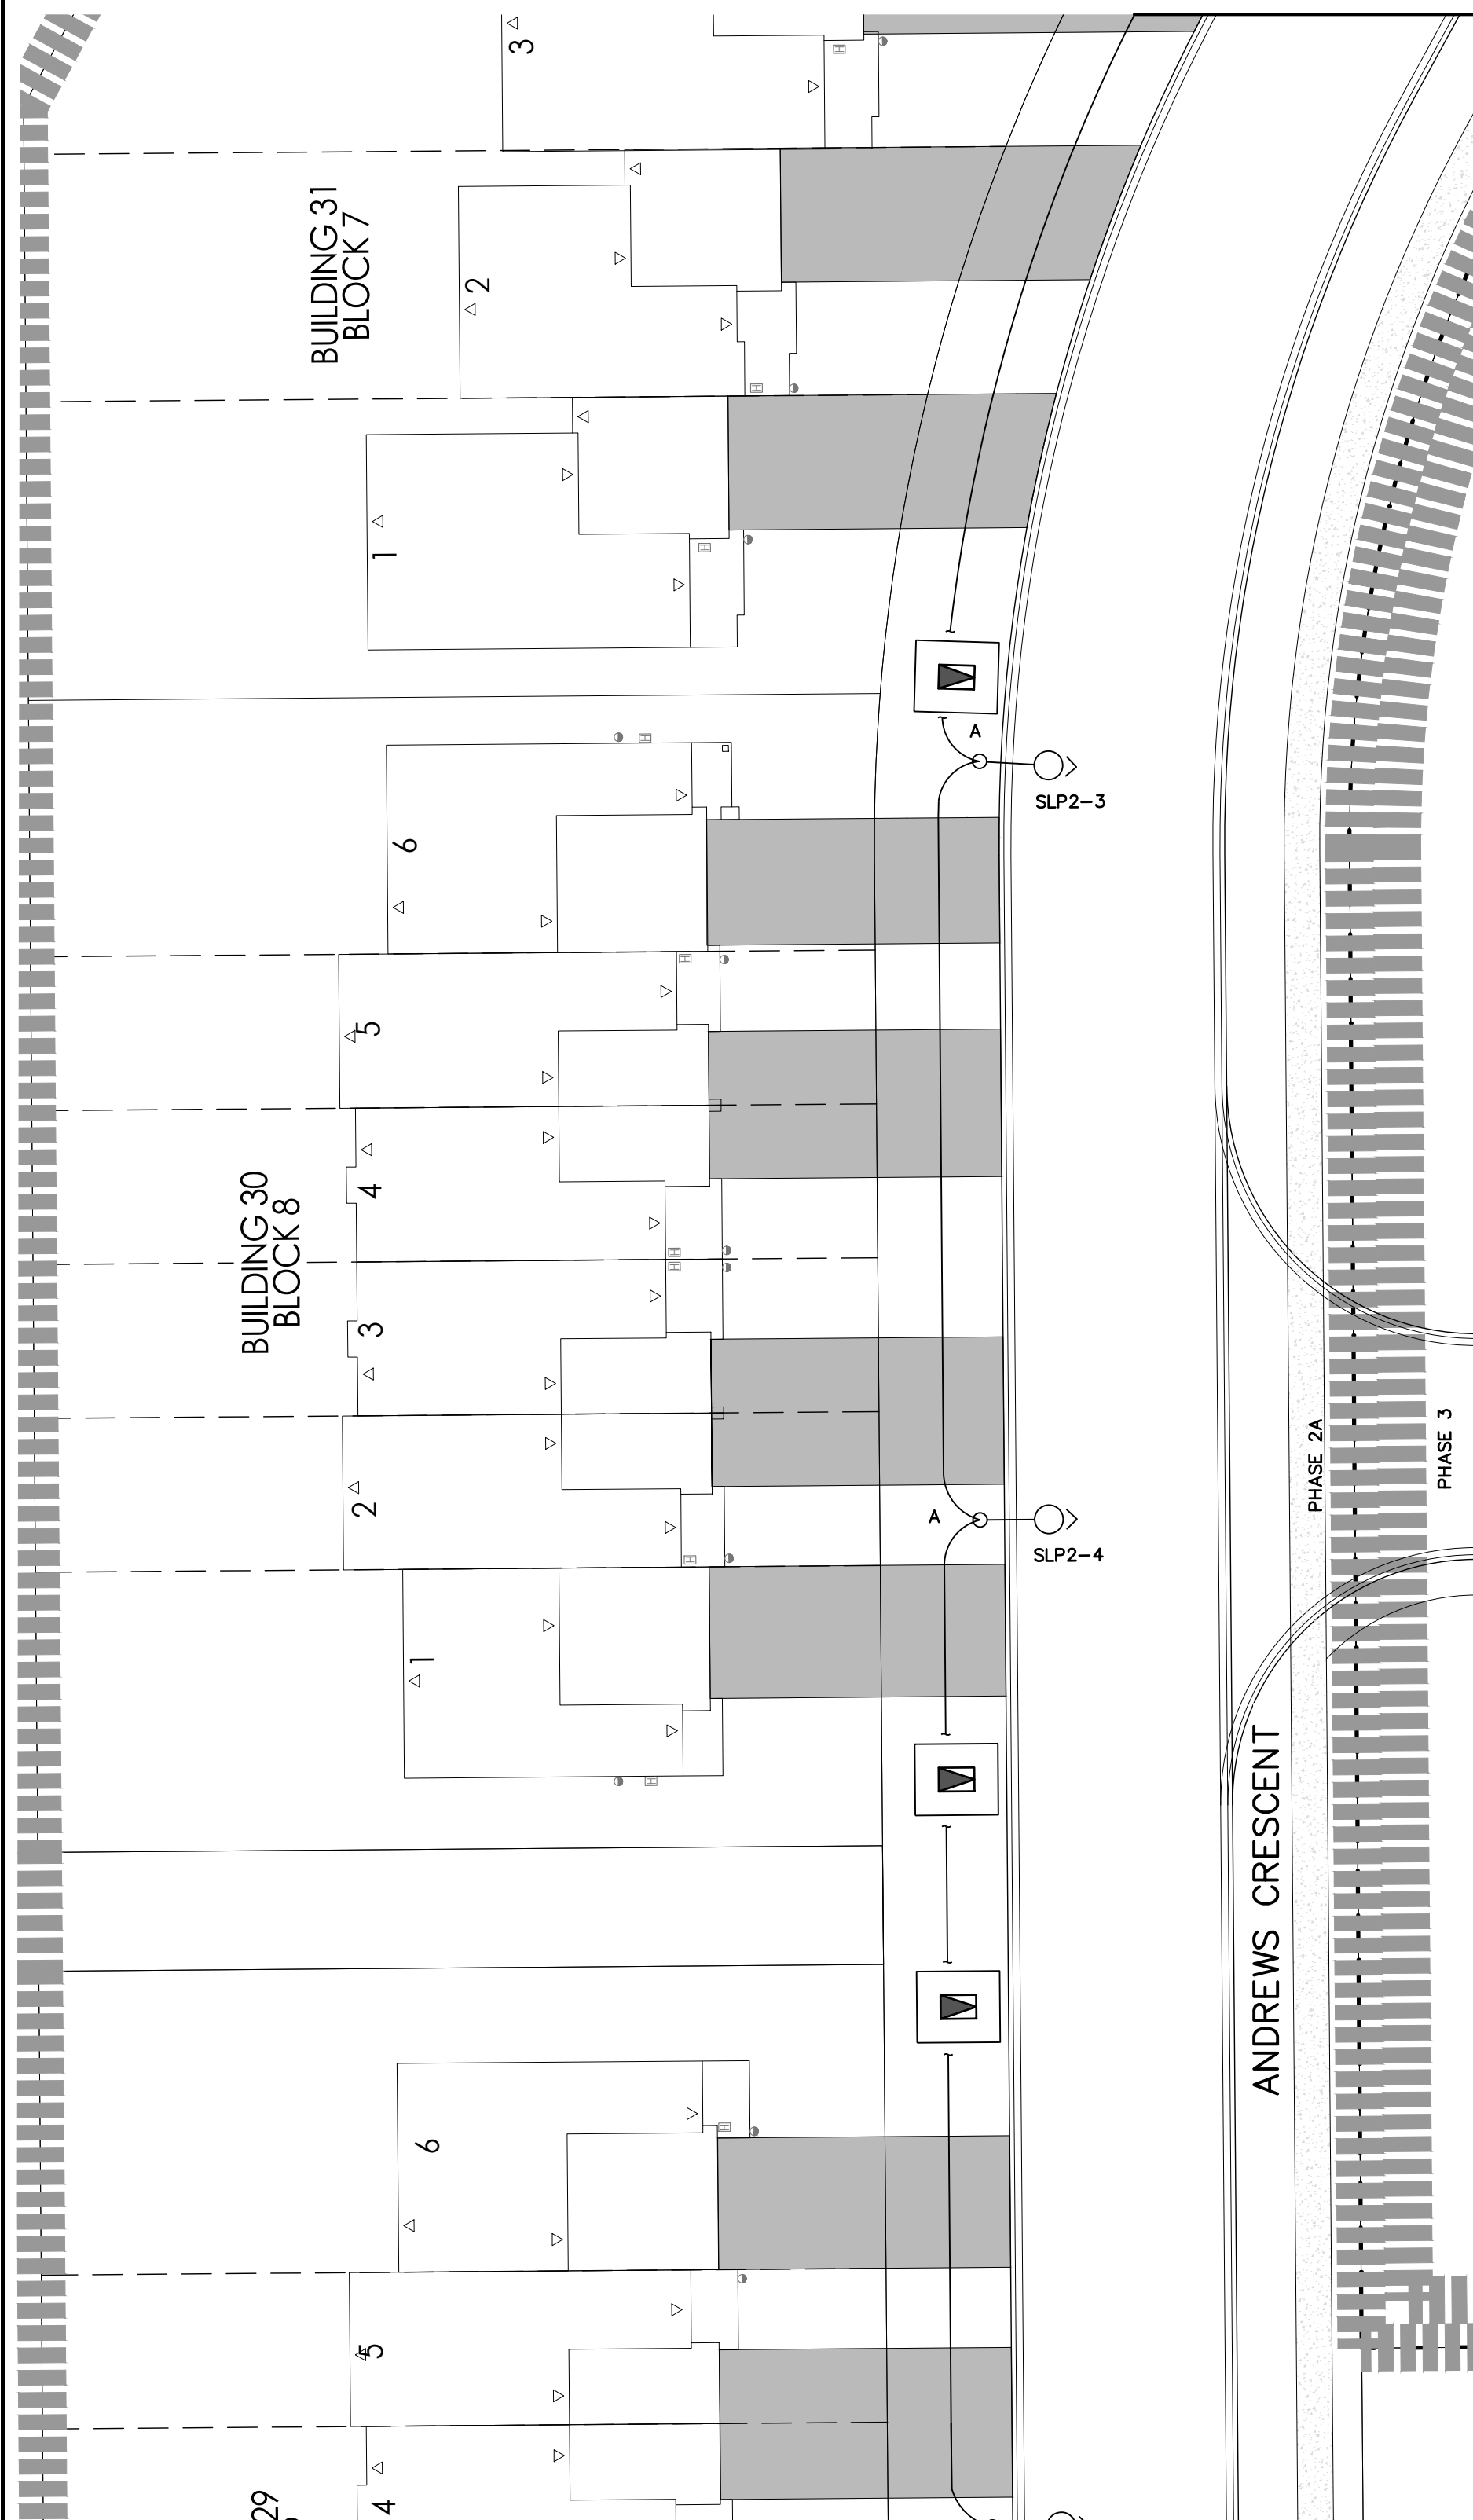 3
BUILDING 31
BLOCK 7
2
1
A
SLP2-3
6
5
BUILDING 30
BLOCK 8
4
3
2
A
SLP2-4
1
PHASE 2A
PHASE 3
ANDREWS CRESCENT
6
5
4
29